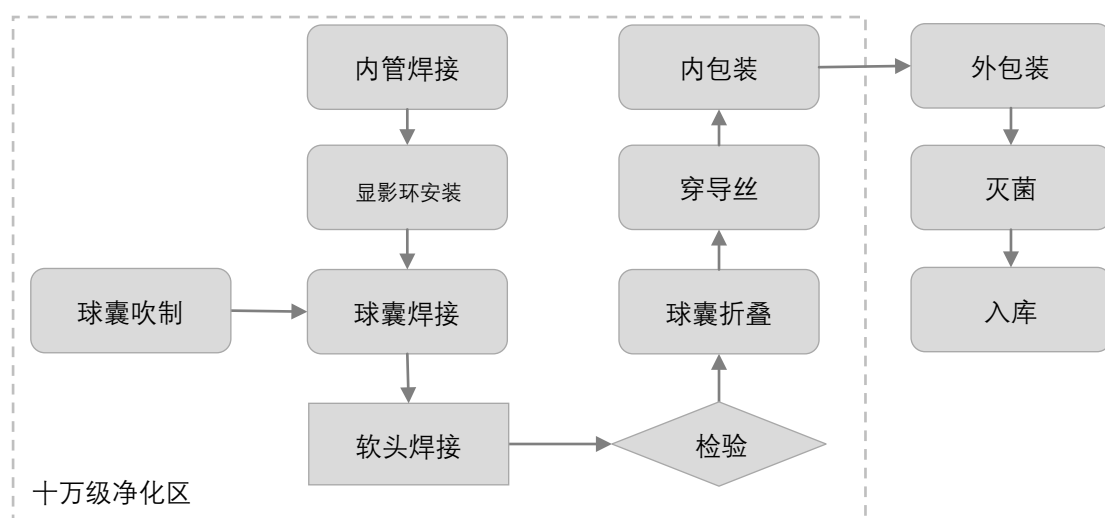 内管焊接
显影环安装
球囊吹制
球囊焊接
软头焊接
检验
球囊折叠
穿导丝
内包装
外包装
灭菌
入库
十万级净化区